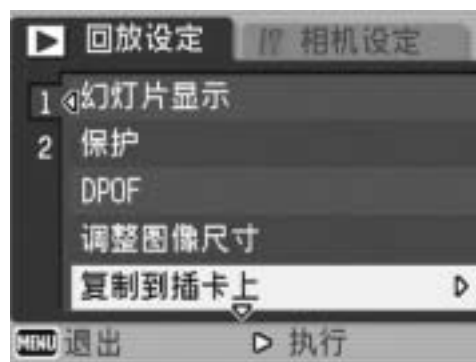 回放设定 相机设定
1 幻灯片显示
2 保护
DPOF
调整图像尺寸
复制到插卡上
MENU 退出 执行